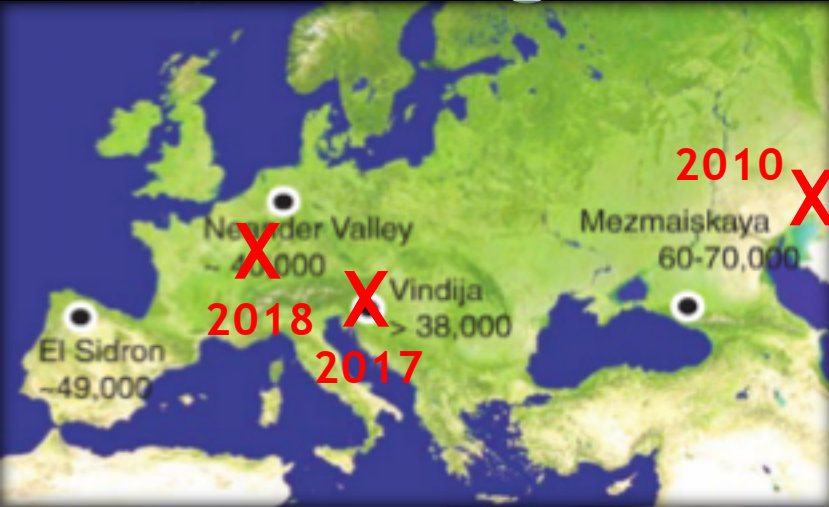 2010
X
Mezmaiskaya
60-70,000
Neander Valley
~ 40,000
X
2018
X
Vindija
> 38,000
2017
El Sidron
~49,000